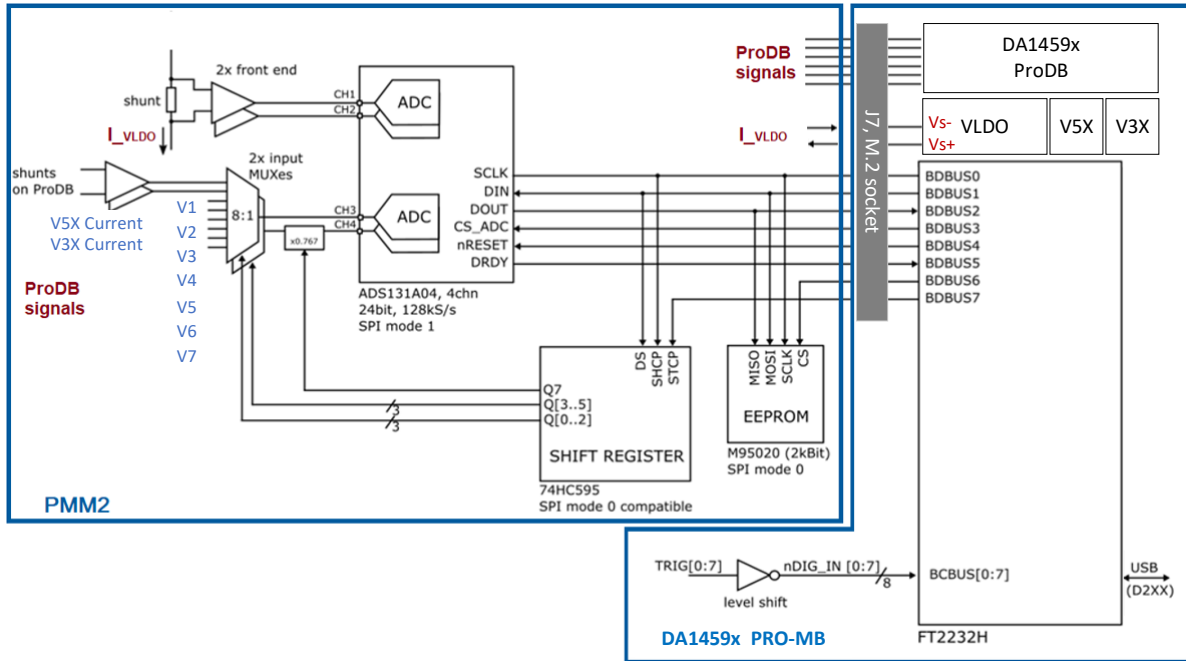 2x front end
shunt
I_VLDO
CH1
CH2
ADC
shunts
on ProDB
2x input
MUXes
8:1
V5X Current
V3X Current
ProDB
signals
V1
V2
V3
V4
V5
V6
V7
x0.767
CH3
CH4
ADC
SCLK
DIN
DOUT
CS_ADC
nRESET
DRDY
ADS131A04, 4chn
24bit, 128kS/s
SPI mode 1
DS
SHCP
STCP
Q7
Q[3..5]
Q[0..2]
3
3
SHIFT REGISTER
74HC595
SPI mode 0 compatible
MISO
MOSI
SCLK
CS
EEPROM
M95020 (2kBit)
SPI mode 0
PMM2
ProDB
signals
I_VLDO
J7, M.2 socket
DA1459x
ProDB
Vs-
Vs+
VLDO
V5X
V3X
BDBUS0
BDBUS1
BDBUS2
BDBUS3
BDBUS4
BDBUS5
BDBUS6
BDBUS7
TRIG[0:7]
nDIG_IN [0:7]
8
level shift
BCBUS[0:7]
USB
(D2XX)
FT2232H
DA1459x PRO-MB